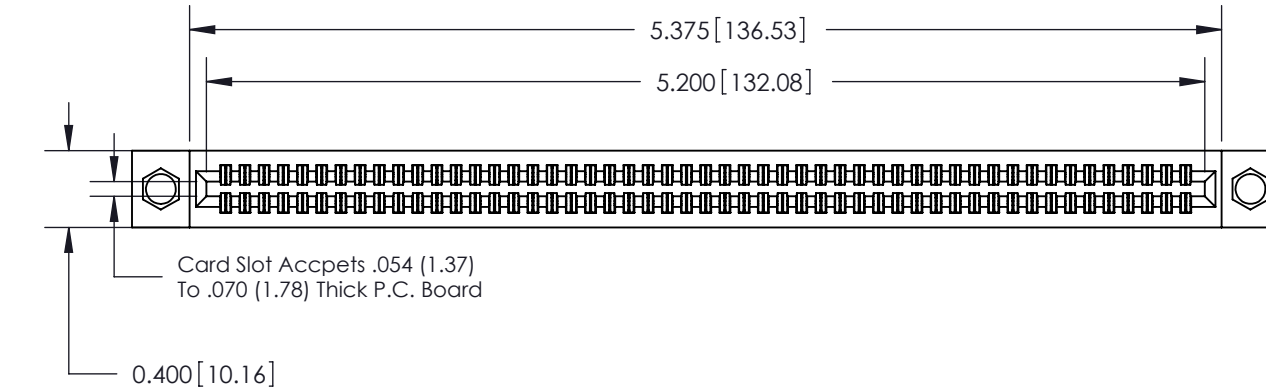 5.375 [136.53]
5.200 [132.08]
Card Slot Accpets .054 (1.37)
To .070 (1.78) Thick P.C. Board
0.400 [10.16]